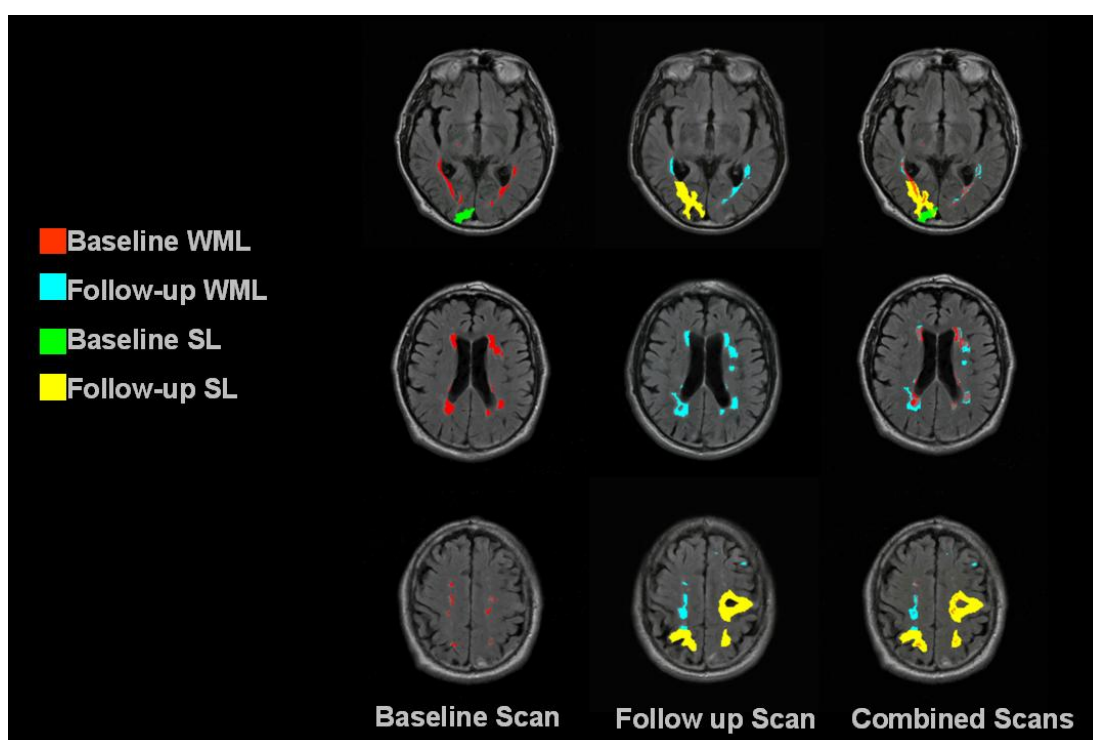 Baseline WML
Follow-up WML
Baseline SL
Follow-up SL
Baseline Scan
Follow up Scan
Combined Scans